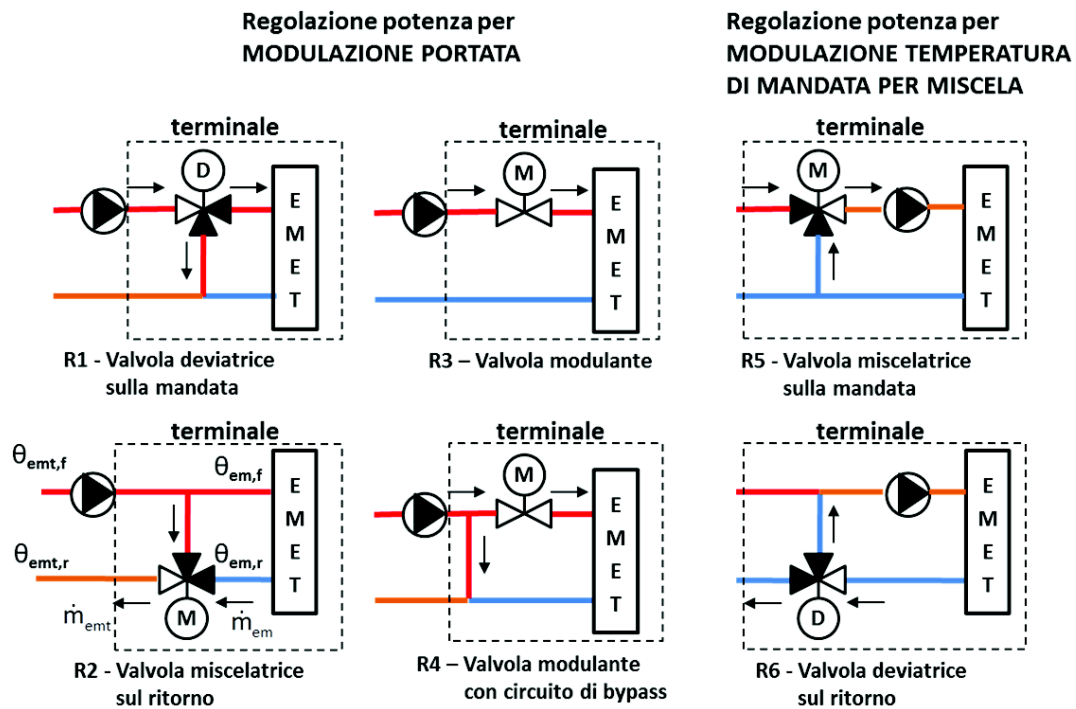 Regolazione potenza per
MODULAZIONE PORTATA
Regolazione potenza per
MODULAZIONE TEMPERATURA
DI MANDATA PER MISCELA
terminale
D
E
M
E
T
R1 - Valvola deviatrice
sulla mandata
terminale
M
E
M
E
T
R3 – Valvola modulante
terminale
M
E
M
E
T
R5 - Valvola miscelatrice
sulla mandata
terminale
θemt,f
θem,f
θemt,r
θem,r
ṁemt
M
ṁem
E
M
E
T
R2 - Valvola miscelatrice
sul ritorno
terminale
M
E
M
E
T
R4 – Valvola modulante
con circuito di bypass
terminale
D
E
M
E
T
R6 - Valvola deviatrice
sul ritorno